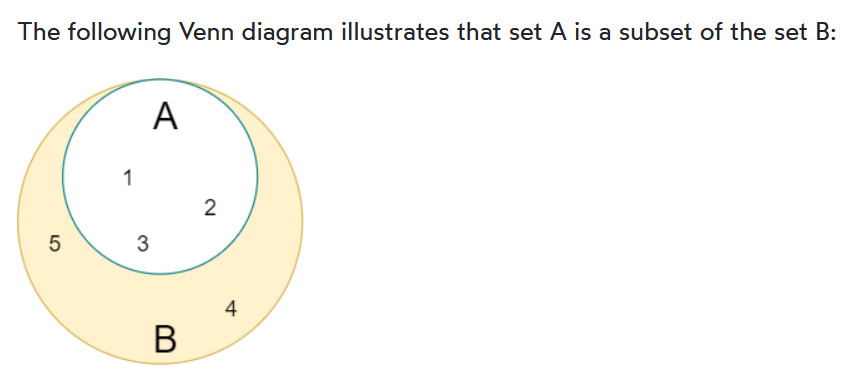 The following Venn diagram illustrates that set A is a subset of the set B:
A
1
2
5 3
4
B